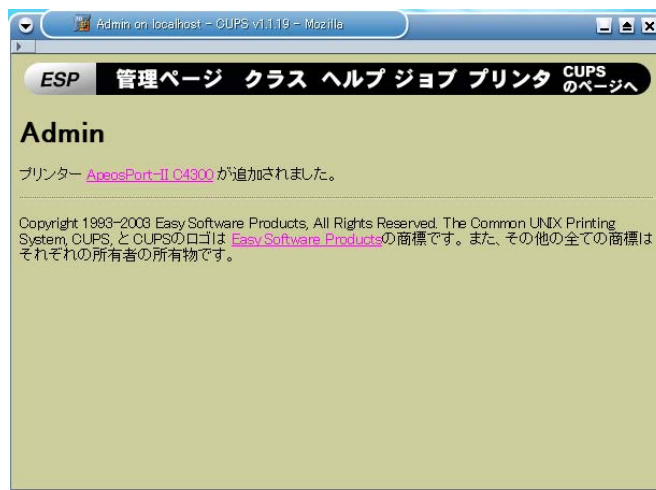 Admin on localhost - CUPS v1.1.19 - Mozilla
ESP 管理ページ クラス ヘルプ ジョブ プリンタ CUPSのページへ
Admin
プリンター ApeosPort-II C4300 が追加されました。
Copyright 1993-2003 Easy Software Products, All Rights Reserved. The Common UNIX Printing
System, CUPS, と CUPSのロゴは Easy Software Productsの商標です。また、その他の全ての商標は
それぞれの所有者の所有物です。